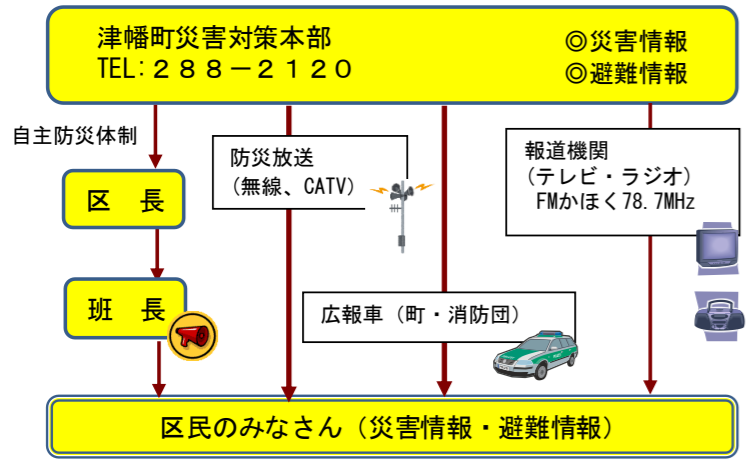 津幡町災害対策本部
TEL:２８８－２１２０
◎災害情報
◎避難情報
自主防災体制
防災放送
（無線、CATV）
報道機関
（テレビ・ラジオ）
FMかほく78.7MHz
区　長
班　長
広報車（町・消防団）
区民のみなさん（災害情報・避難情報）